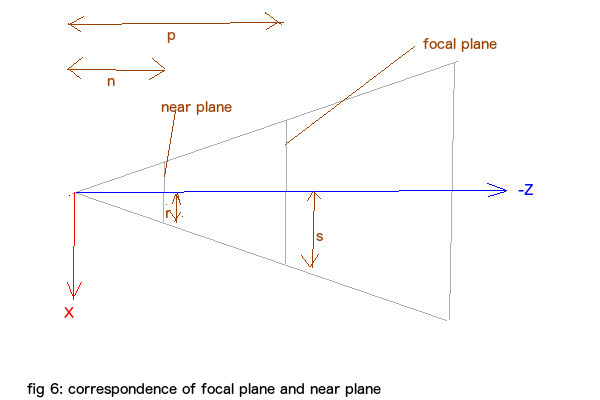 p
focal plane
n
near plane
-Z
r
s
X
fig 6: correspondence of focal plane and near plane